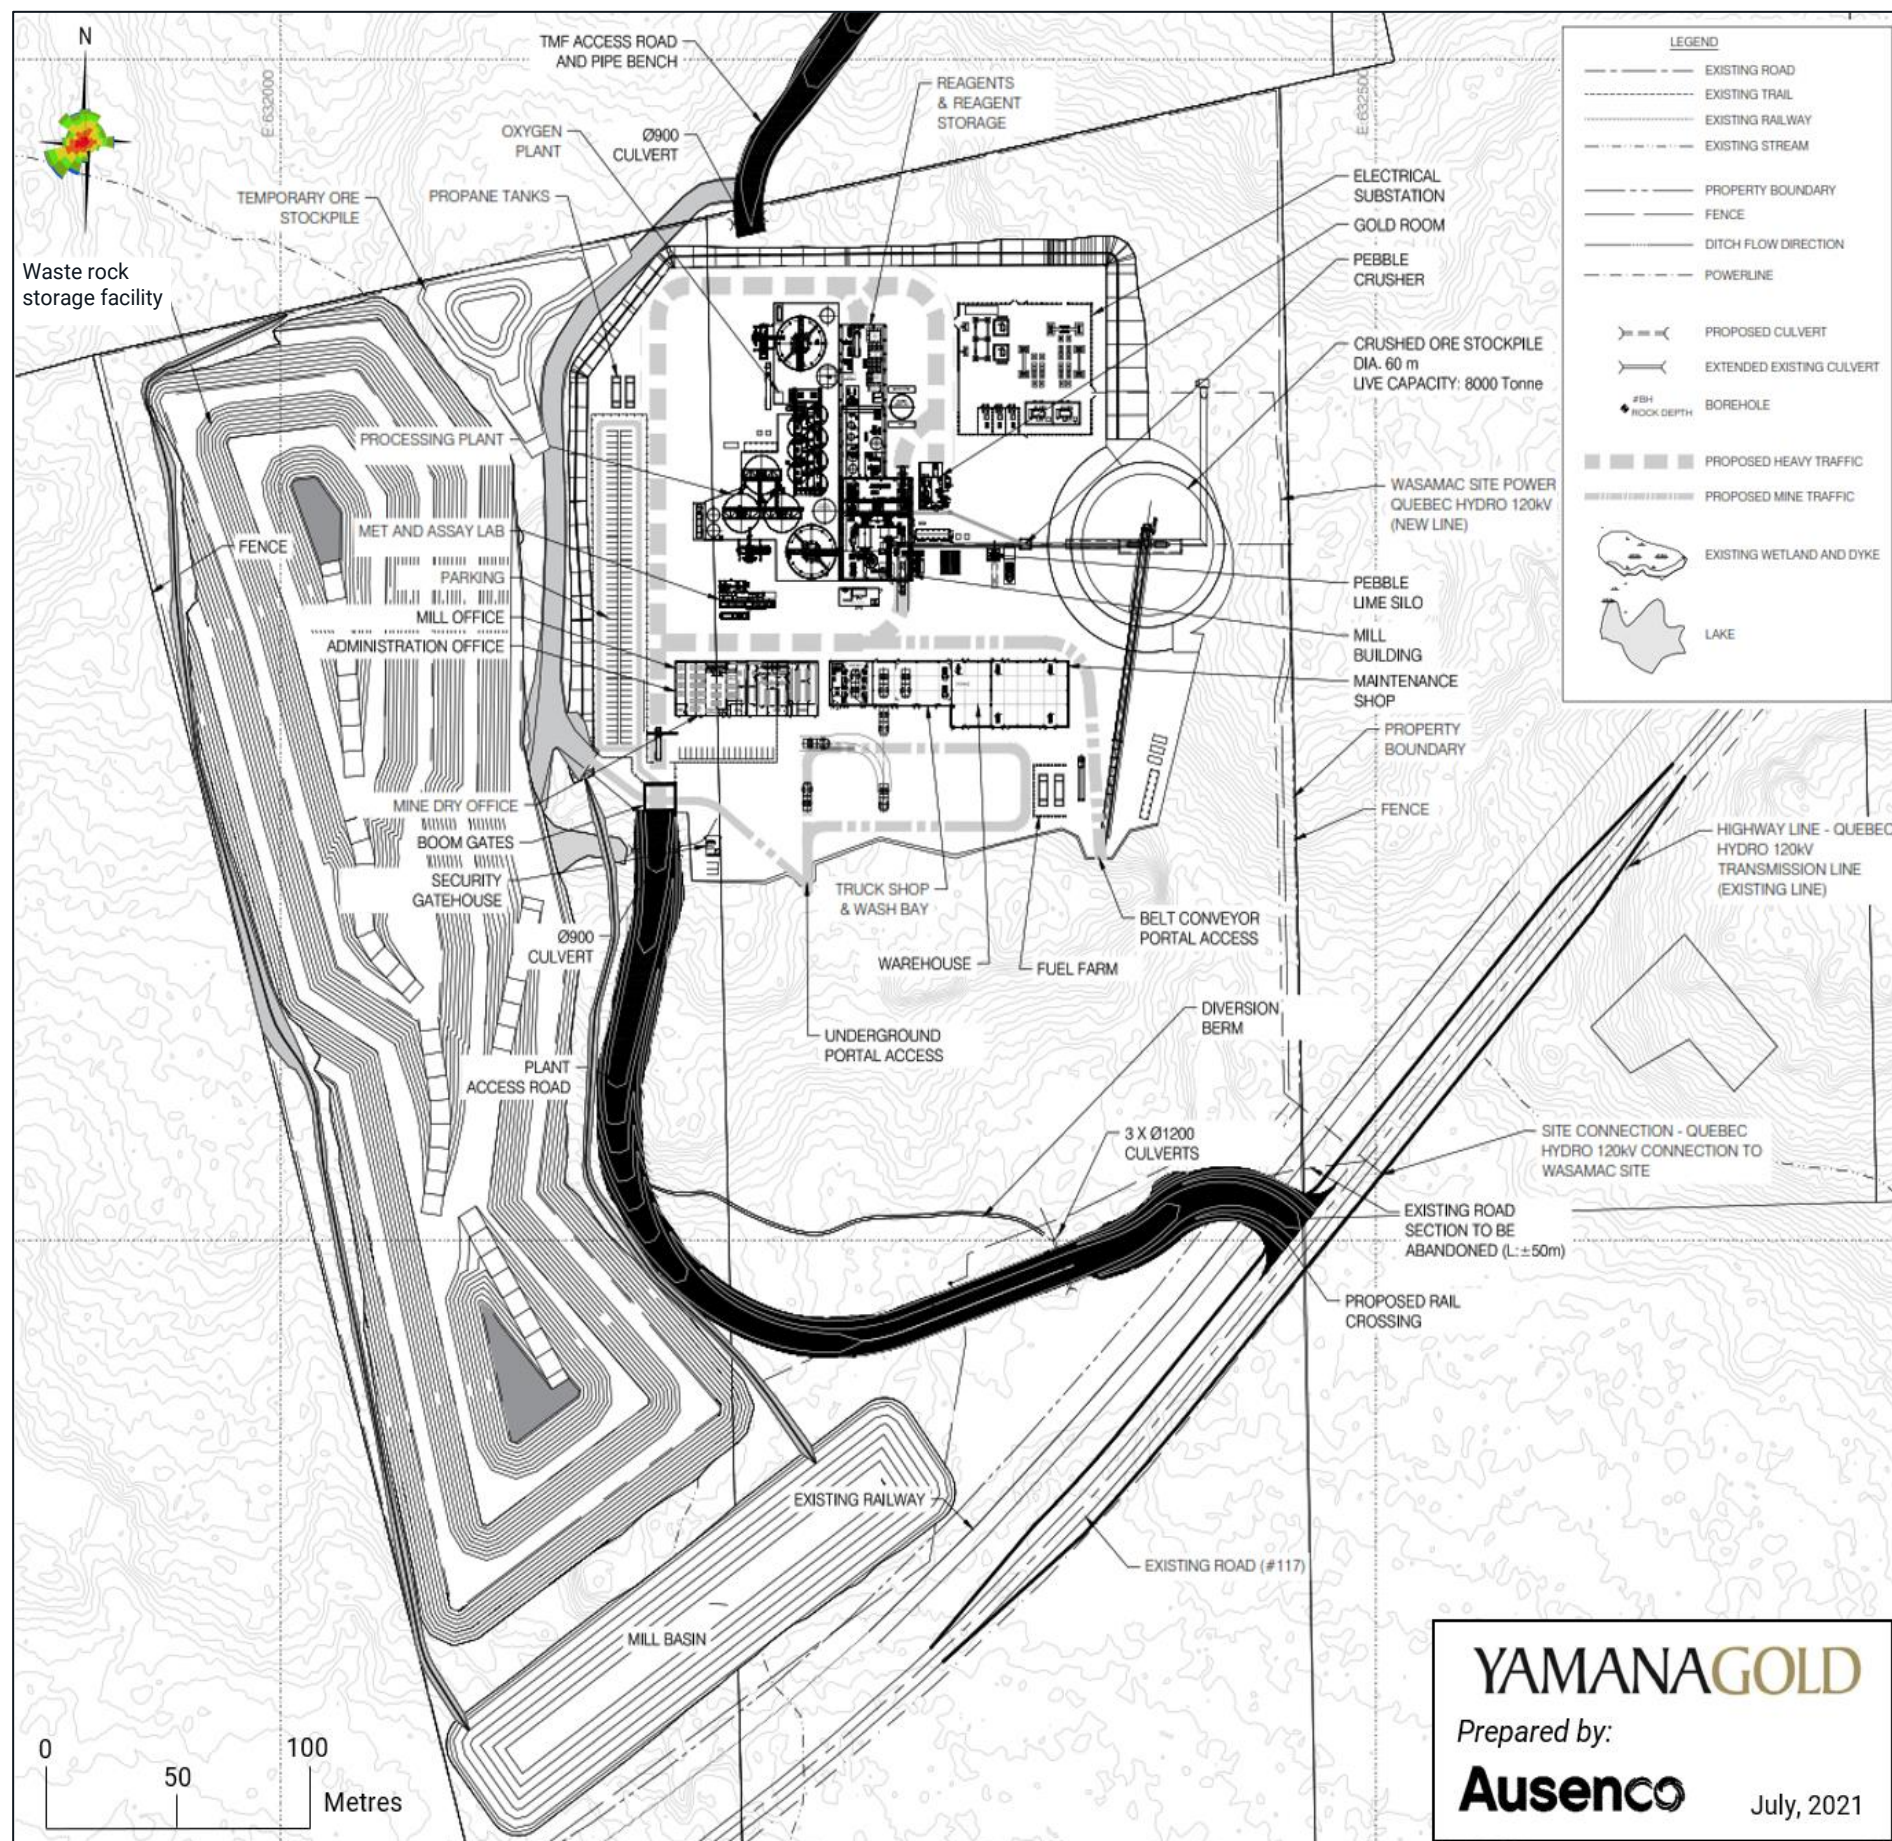 N
E:632000
TMF ACCESS ROAD
AND PIPE BENCH
REAGENTS
& REAGENT
STORAGE
OXYGEN
PLANT
Ø900
CULVERT
TEMPORARY ORE
STOCKPILE
PROPANE TANKS
Waste rock
storage facility
E:632500
ELECTRICAL
SUBSTATION
GOLD ROOM
PEBBLE
CRUSHER
CRUSHED ORE STOCKPILE
DIA. 60 m
LIVE CAPACITY: 8000 Tonne
PROCESSING PLANT
WASAMAC SITE POWER
QUEBEC HYDRO 120kV
(NEW LINE)
MET AND ASSAY LAB
FENCE
PARKING
MILL OFFICE
ADMINISTRATION OFFICE
PEBBLE
LIME SILO
MILL
BUILDING
MAINTENANCE
SHOP
PROPERTY
BOUNDARY
FENCE
MINE DRY OFFICE
BOOM GATES
SECURITY
GATEHOUSE
HIGHWAY LINE - QUEBEC
HYDRO 120kV
TRANSMISSION LINE
(EXISTING LINE)
TRUCK SHOP
& WASH BAY
BELT CONVEYOR
PORTAL ACCESS
Ø900
CULVERT
WAREHOUSE
FUEL FARM
DIVERSION
BERM
UNDERGROUND
PORTAL ACCESS
PLANT
ACCESS ROAD
3 X Ø1200
CULVERTS
SITE CONNECTION - QUEBEC
HYDRO 120kV CONNECTION TO
WASAMAC SITE
EXISTING ROAD
SECTION TO BE
ABANDONED (L:±50m)
PROPOSED RAIL
CROSSING
EXISTING RAILWAY
EXISTING ROAD (#117)
MILL BASIN
LEGEND
EXISTING ROAD
EXISTING TRAIL
EXISTING RAILWAY
EXISTING STREAM
PROPERTY BOUNDARY
FENCE
DITCH FLOW DIRECTION
POWERLINE
PROPOSED CULVERT
EXTENDED EXISTING CULVERT
#BH
ROCK DEPTH
BOREHOLE
PROPOSED HEAVY TRAFFIC
PROPOSED MINE TRAFFIC
EXISTING WETLAND AND DYKE
LAKE
0
50
100
Metres
YAMANAGOLD
Prepared by:
Ausenco
July, 2021